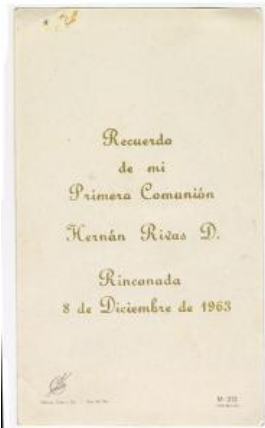 Recuerdo
de mi
Primera Comunión
Hernán Rivas D.
Rinconada
8 de Diciembre de 1963